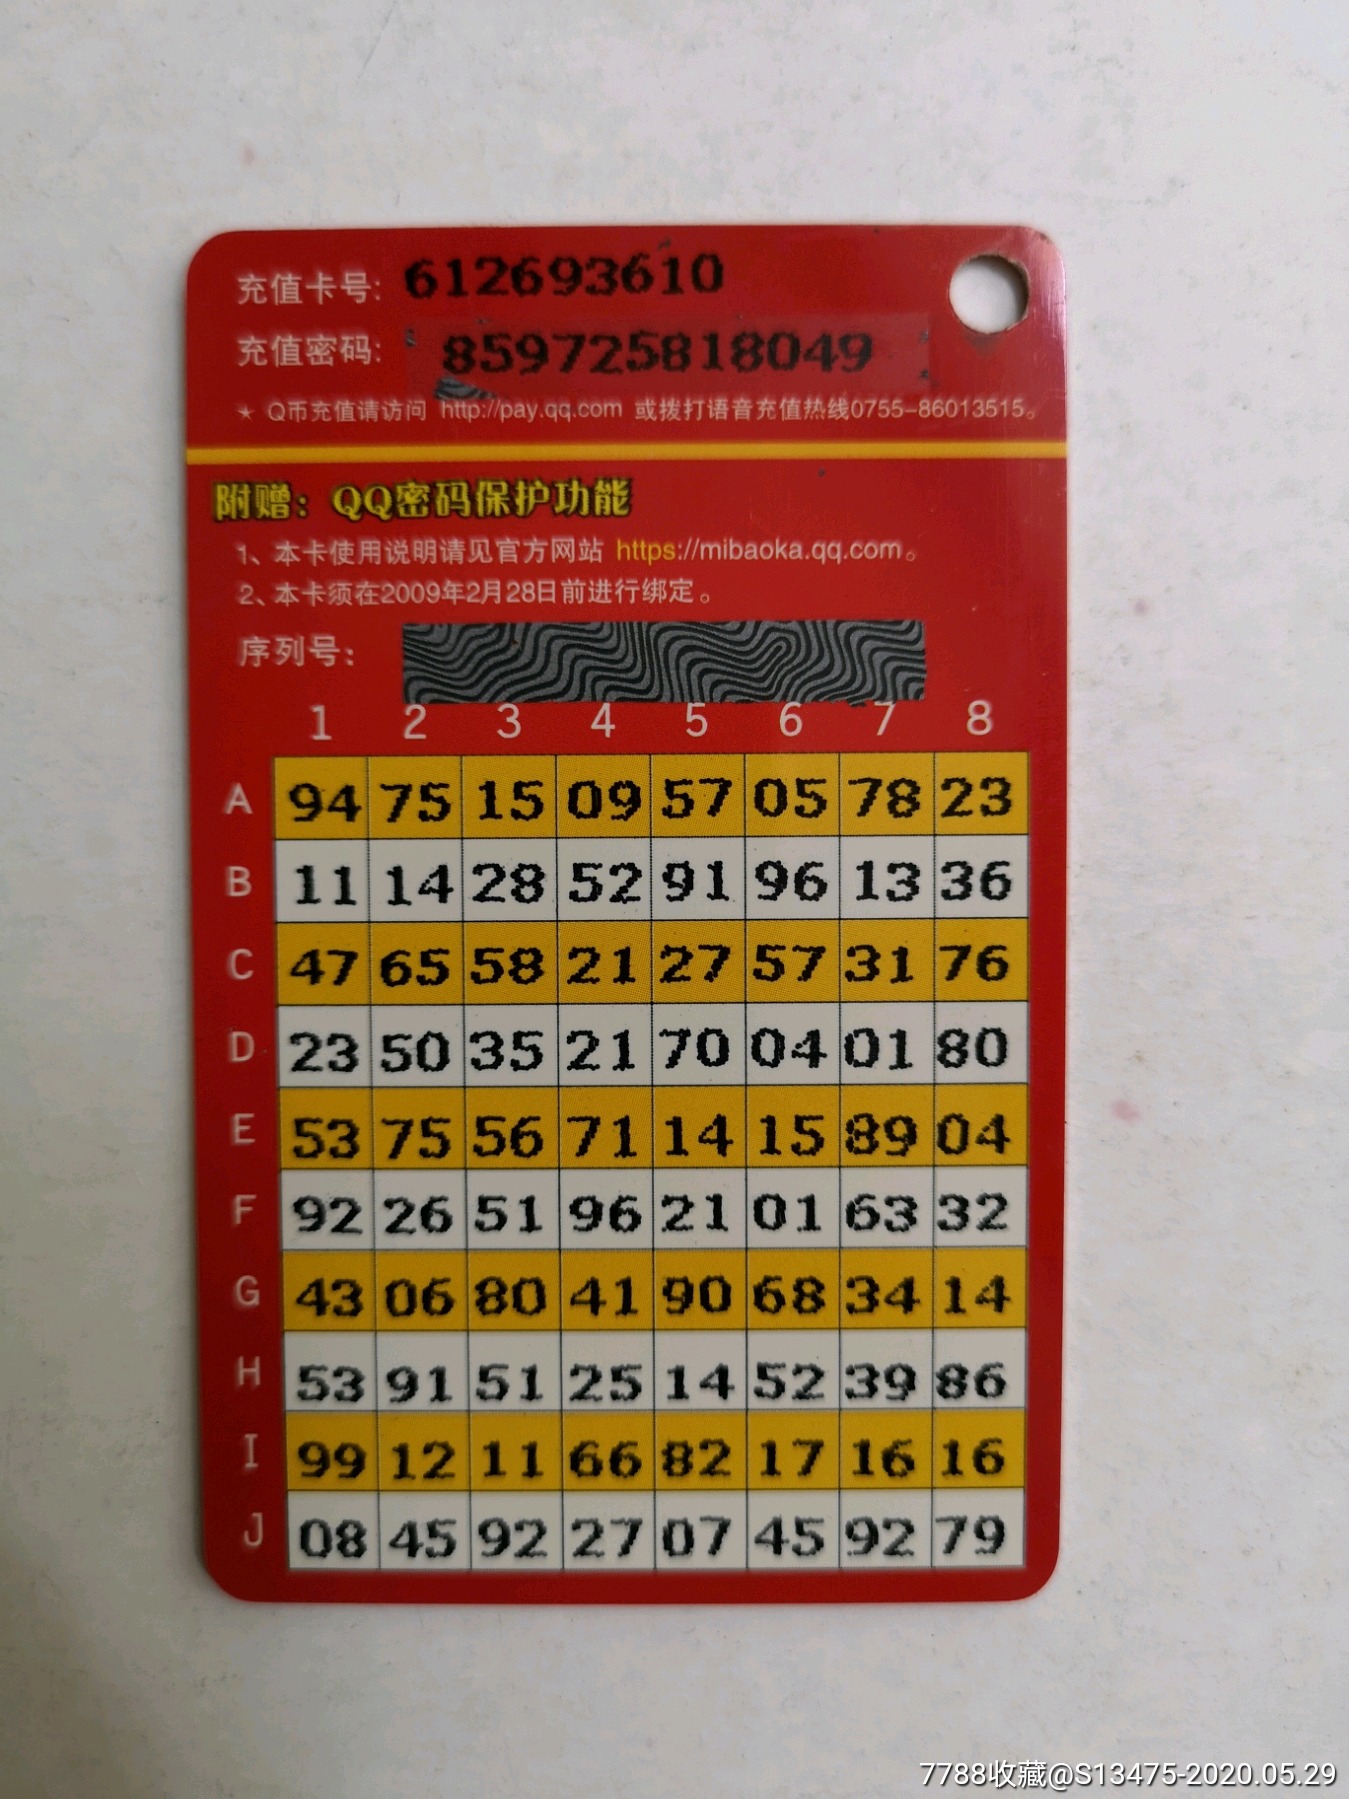 充值卡号: 612693610
充值密码: 859725818049
★ Q币充值请访问 http://pay.qq.com 或拨打语音充值热线0755-86013515。
附赠：QQ密码保护功能
1、本卡使用说明请见官方网站 https://mibaoka.qq.com。
2、本卡须在2009年2月28日前进行绑定。
序列号：
1 2 3 4 5 6 7 8
A 94 75 15 09 57 05 78 23
B 11 14 28 52 91 96 13 36
C 47 65 58 21 27 57 31 76
D 23 50 35 21 70 04 01 80
E 53 75 56 71 14 15 89 04
F 92 26 51 96 21 01 63 32
G 43 06 80 41 90 68 34 14
H 53 91 51 25 14 52 39 86
I 99 12 11 66 82 17 16 16
J 08 45 92 27 07 45 92 79
7788收藏@S13475-2020.05.29